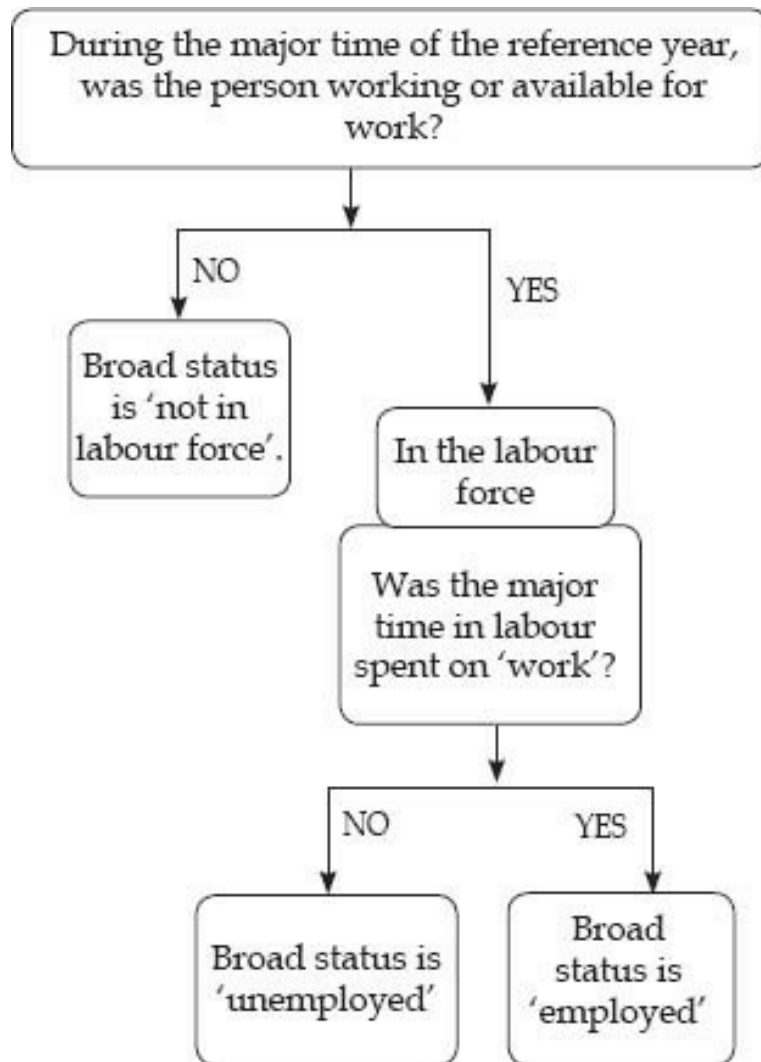 During the major time of the reference year,
was the person working or available for
work?
NO
YES
Broad status
is ‘not in
labour force’.
In the labour
force
Was the major
time in labour
spent on ‘work’?
NO
YES
Broad status is
‘unemployed’
Broad
status is
‘employed’